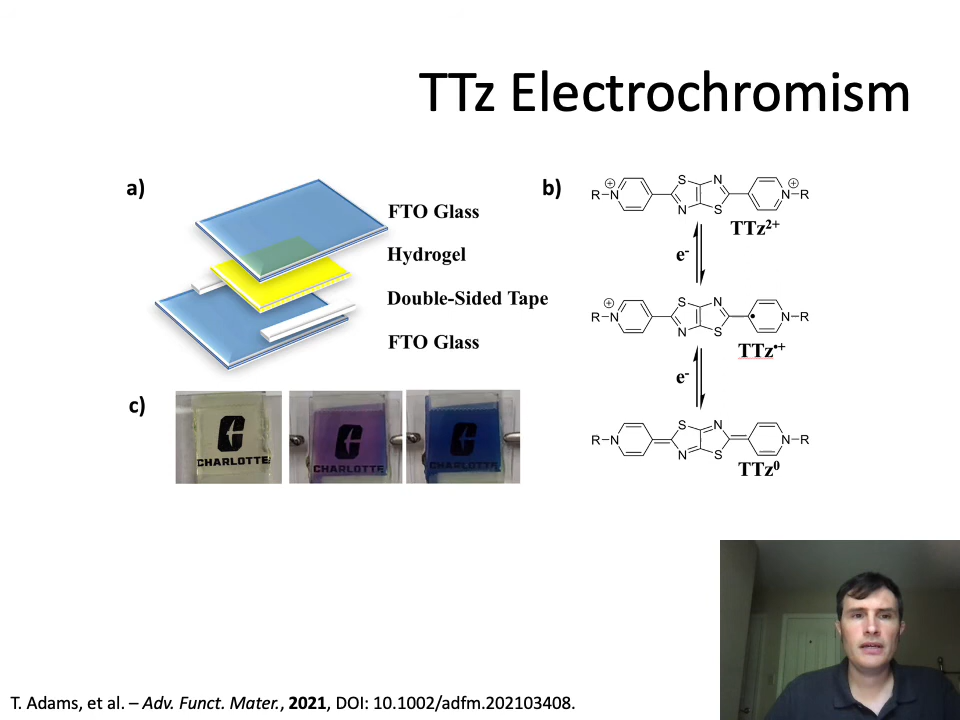 TTz Electrochromism
a)
FTO Glass
Hydrogel
Double-Sided Tape
FTO Glass
b)
R
N
S
N
N
S
N
R
TTz²⁺
e⁻
R
N
S
N
N
S
N
R
TTz•⁺
e⁻
R
N
S
N
N
S
N
R
TTz⁰
c)
C
CHARLOTTE
C
CHARLOTTE
C
CHARLOTTE
T. Adams, et al. – Adv. Funct. Mater., 2021, DOI: 10.1002/adfm.202103408.